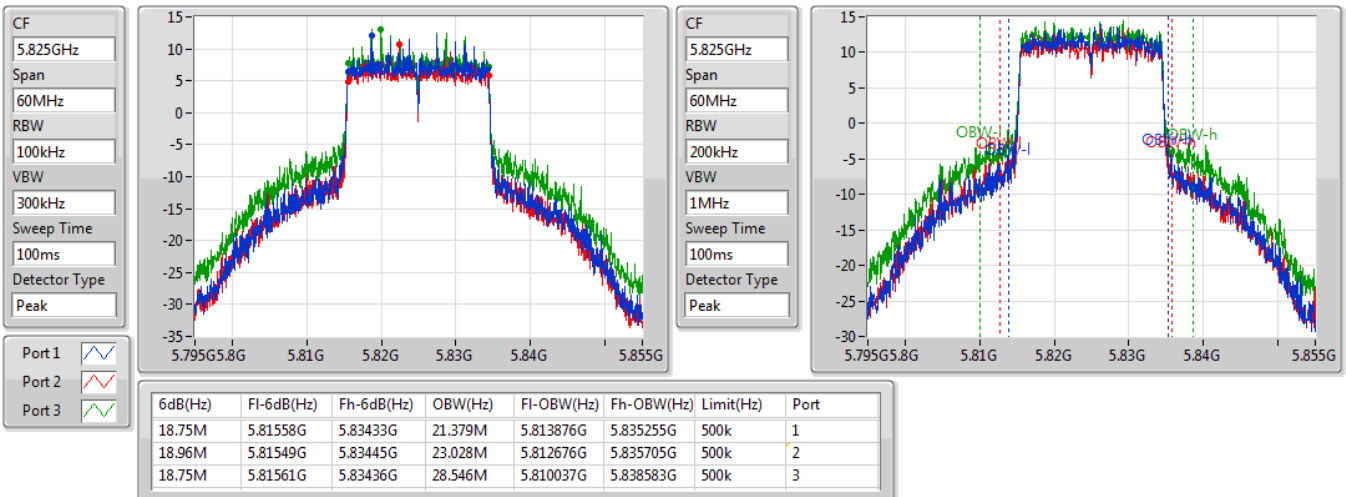 CF
5.825GHz
Span
60MHz
RBW
100kHz
VBW
300kHz
Sweep Time
100ms
Detector Type
Peak
Port 1
Port 2
Port 3
15
10
5
0
-5
-10
-15
-20
-25
-30
-35
5.795G 5.8G 5.81G 5.82G 5.83G 5.84G 5.855G
CF
5.825GHz
Span
60MHz
RBW
200kHz
VBW
1MHz
Sweep Time
100ms
Detector Type
Peak
15
10
5
0
-5
-10
-15
-20
-25
-30
OBW-l OBW-l
OBW-h
5.795G 5.8G 5.81G 5.82G 5.83G 5.84G 5.855G
6dB(Hz) Fl-6dB(Hz) Fh-6dB(Hz) OBW(Hz) Fl-OBW(Hz) Fh-OBW(Hz) Limit(Hz) Port
18.75M 5.81558G 5.83433G 21.379M 5.813876G 5.835255G 500k 1
18.96M 5.81549G 5.83445G 23.028M 5.812676G 5.835705G 500k 2
18.75M 5.81561G 5.83436G 28.546M 5.810037G 5.838583G 500k 3